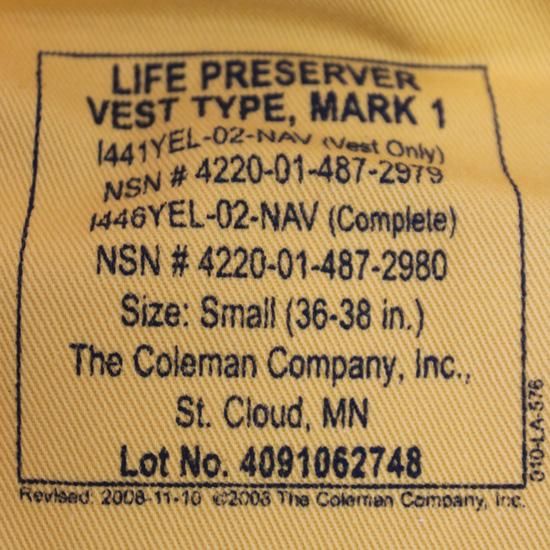 LIFE PRESERVER
VEST TYPE, MARK 1
I441YEL-02-NAV (Vest Only)
NSN # 4220-01-487-2979
I446YEL-02-NAV (Complete)
NSN # 4220-01-487-2980
Size: Small (36-38 in.)
The Coleman Company, Inc.,
St. Cloud, MN
Lot No. 4091062748
Revised: 2008-11-10 ©2008 The Coleman Company, Inc.
010-LA-576